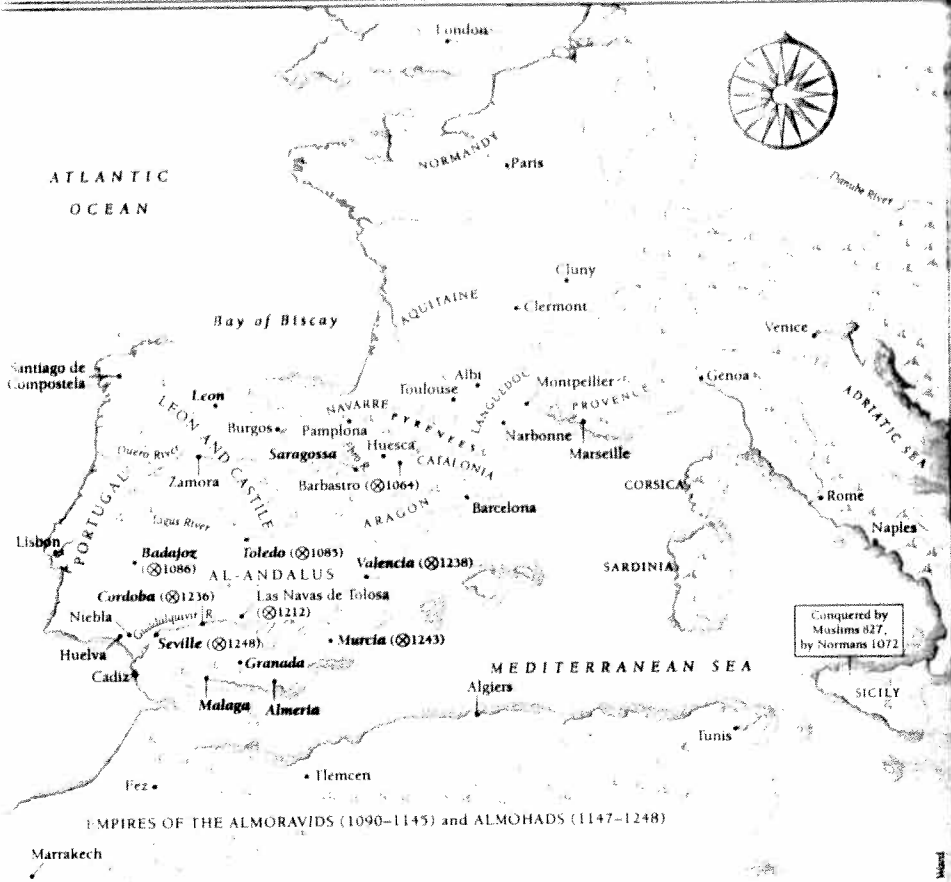 London
NORMANDY
Paris
ATLANTIC
OCEAN
Danube River
Cluny
Clermont
AQUITAINE
Bay of Biscay
Venice
Santiago de
Compostela
Leon
LEON AND CASTILE
Burgos
NAVARRE
Pamplona
PYRENEES
Toulouse
Albi
LANGUEDOC
Montpellier
PROVENCE
Genoa
ADRIATIC SEA
Narbonne
Marseille
Duero River
Zamora
Saragossa
Ebro R.
Huesca
CATALONIA
Barbastro (⊗1064)
ARAGON
Barcelona
CORSICA
Rome
Naples
PORTUGAL
Tagus River
Lisbon
Badajoz
(⊗1086)
Toledo (⊗1085)
Valencia (⊗1238)
AL-ANDALUS
SARDINIA
Cordoba (⊗1236)
Las Navas de Tolosa
(⊗1212)
Niebla
Guadalquivir R.
Huelva
Seville (⊗1248)
Murcia (⊗1243)
Granada
Cadiz
Malaga
Almeria
MEDITERRANEAN SEA
Algiers
Conquered by
Muslims 827,
by Normans 1072
SICILY
Tunis
Fez
Tlemcen
EMPIRES OF THE ALMORAVIDS (1090–1145) and ALMOHADS (1147–1248)
Marrakech
Ward